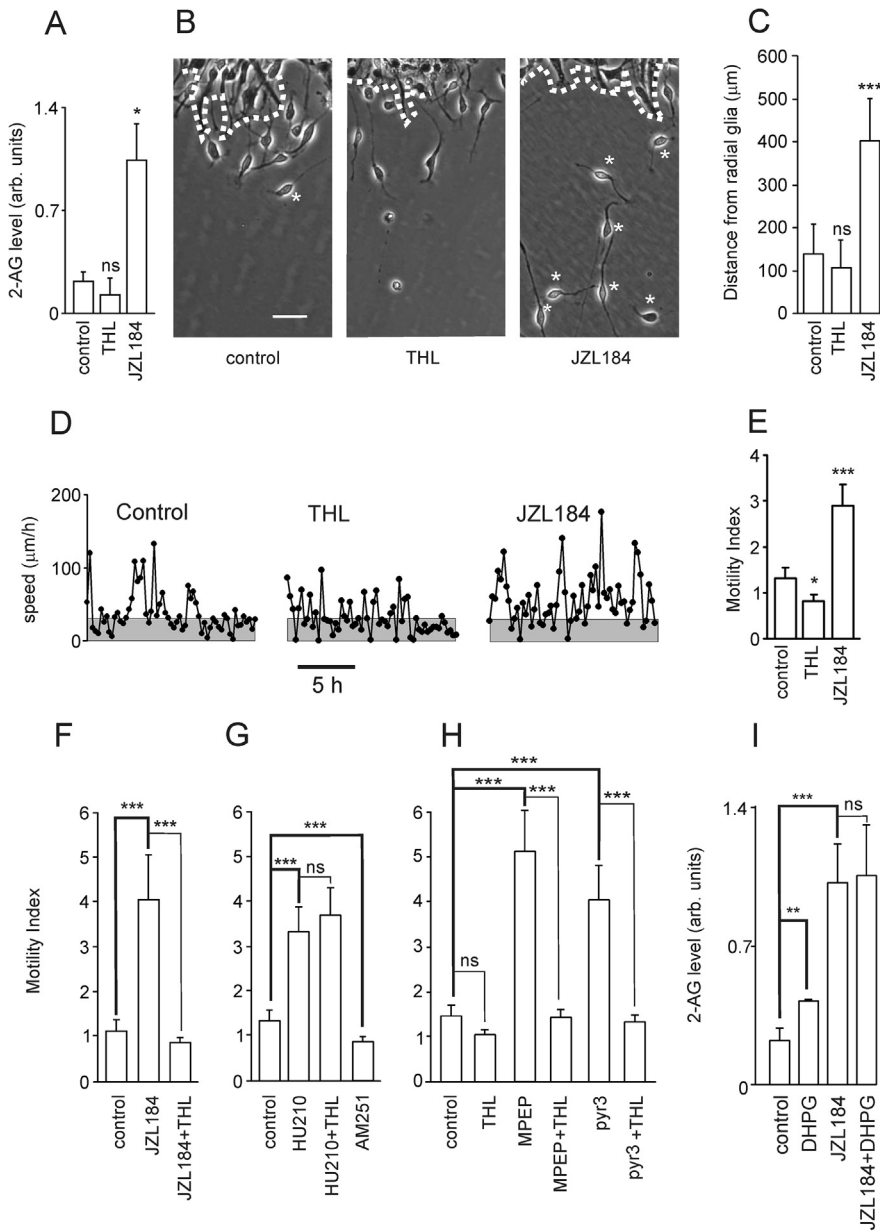 A
2-AG level (arb. units)
1.4
0.7
0
ns
*
control
THL
JZL184
B
*
*
*
*
*
*
*
*
control
THL
JZL184
C
Distance from radial glia (μm)
600
500
400
300
200
100
0
ns
***
control
THL
JZL184
D
speed (μm/h)
200
100
0
Control
THL
JZL184
5 h
E
Motility Index
4
3
2
1
0
*
***
control
THL
JZL184
F
Motility Index
6
5
4
3
2
1
0
***
***
control
JZL184
JZL184+THL
G
6
5
4
3
2
1
0
***
***
ns
control
HU210
HU210+THL
AM251
H
6
5
4
3
2
1
0
***
***
***
***
ns
control
THL
MPEP
MPEP+THL
pyr3
pyr3 +THL
I
2-AG level (arb. units)
1.4
0.7
0
***
ns
**
control
DHPG
JZL184
JZL184+DHPG